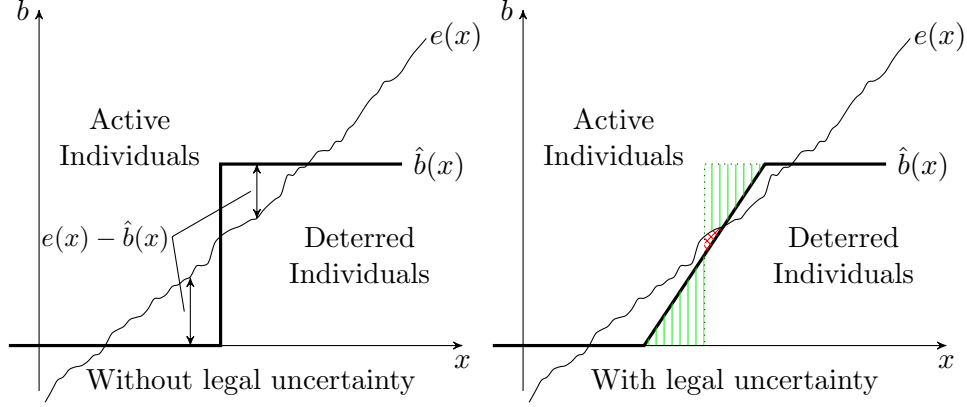 b
e(x)
Active
Individuals
b̂(x)
e(x) − b̂(x)
Deterred
Individuals
x
Without legal uncertainty
b
e(x)
Active
Individuals
b̂(x)
Deterred
Individuals
x
With legal uncertainty